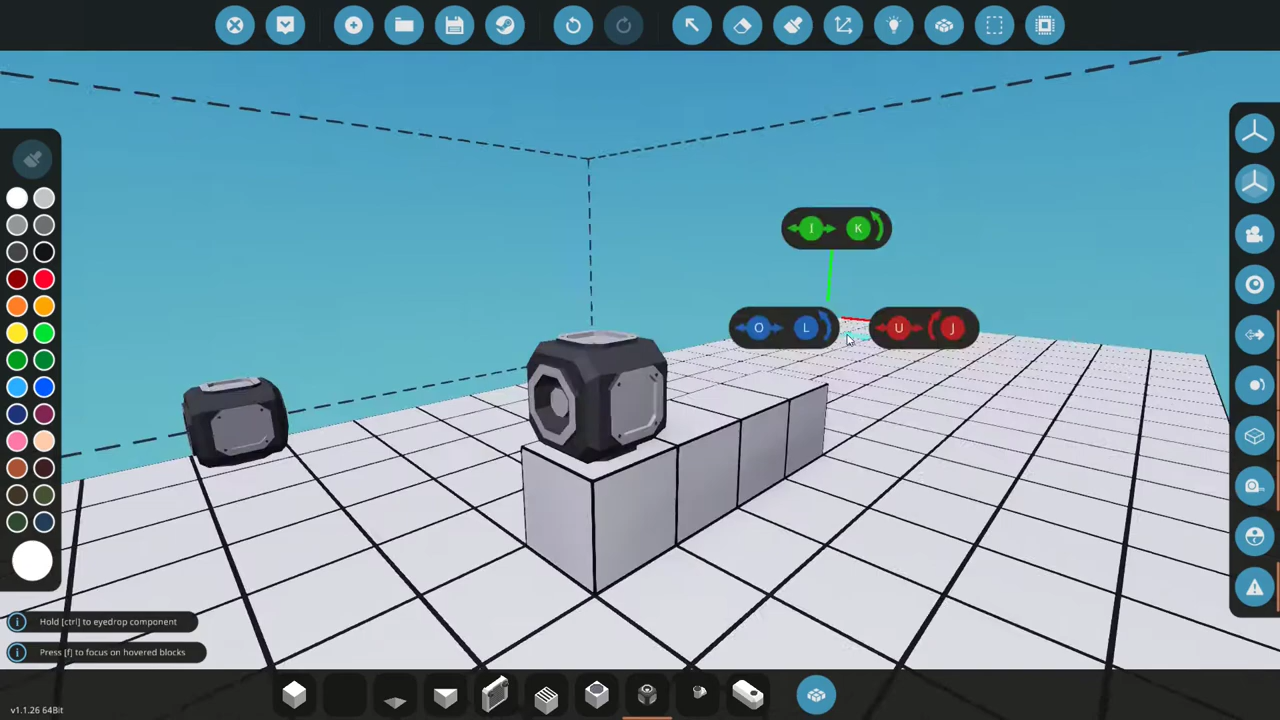 I K
O L U J
Hold [ctrl] to eyedrop component
Press [f] to focus on hovered blocks
v1.1.26 64Bit